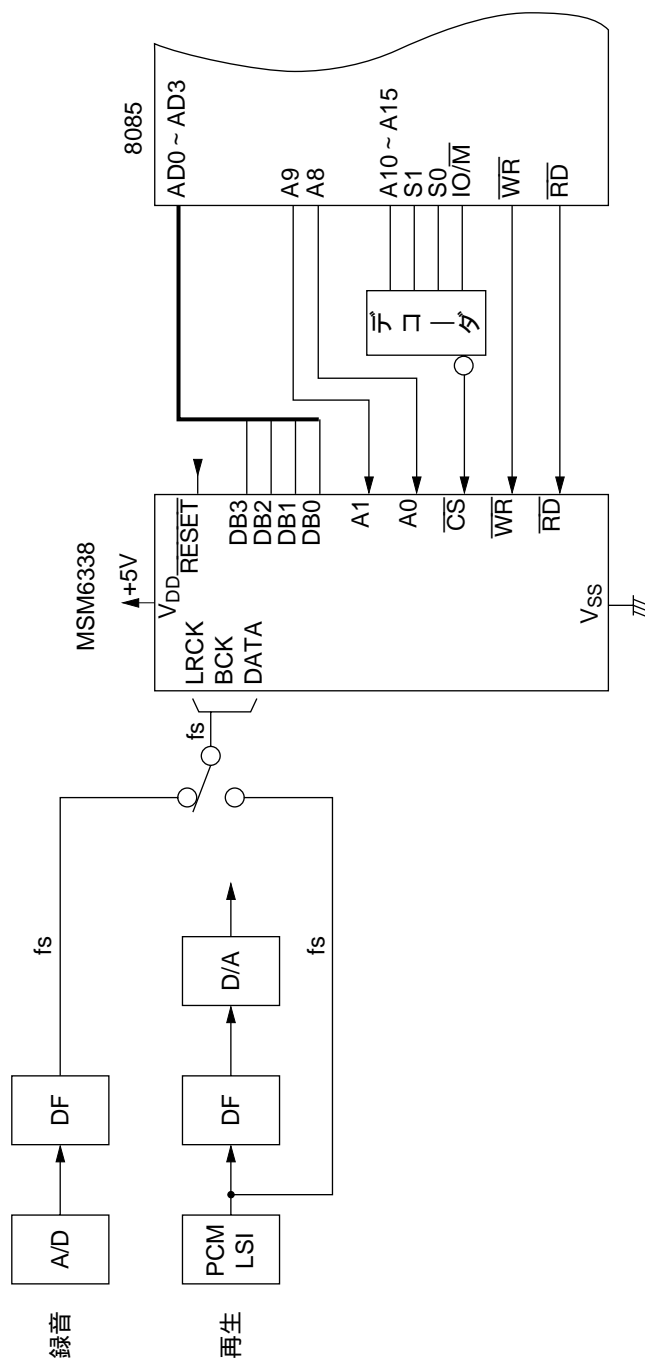 録音
A/D
DF
fs
再生
PCM
LSI
DF
D/A
fs
fs
MSM6338
+5V
VDD
RESET
LRCK
BCK
DATA
DB3
DB2
DB1
DB0
A1
A0
CS
WR
RD
VSS
デコーダ
8085
AD0 ~ AD3
A9
A8
A10 ~ A15
S1
S0
IO/M
WR
RD